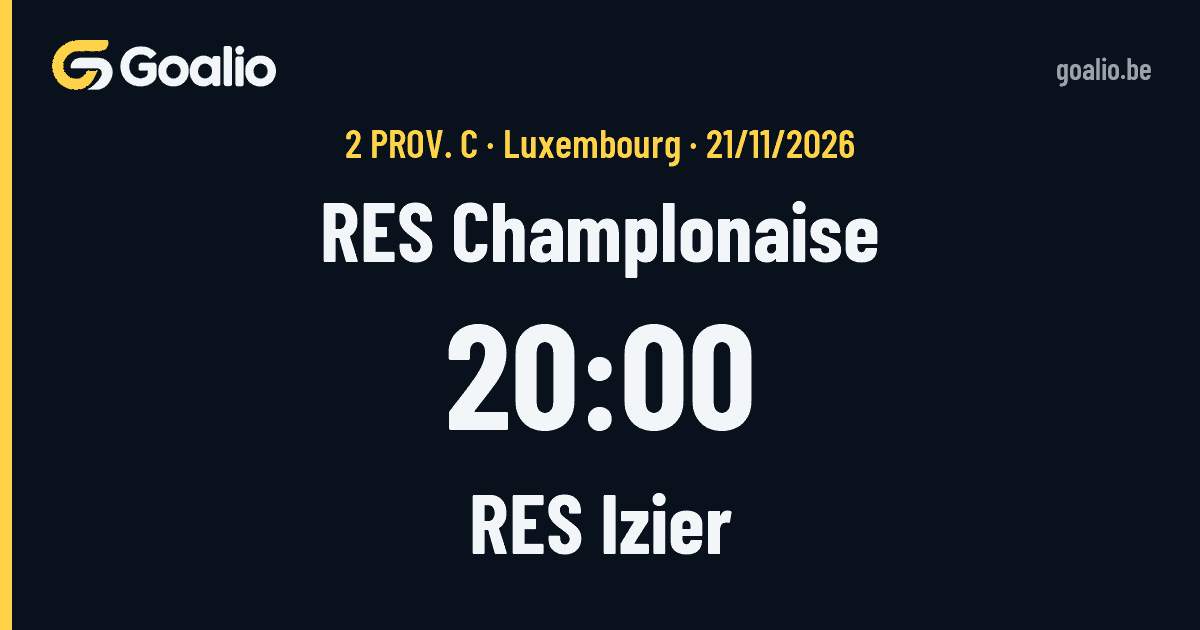 Goalio
goalio.be
2 PROV. C · Luxembourg · 21/11/2026
RES Champlonaise
20:00
RES Izier